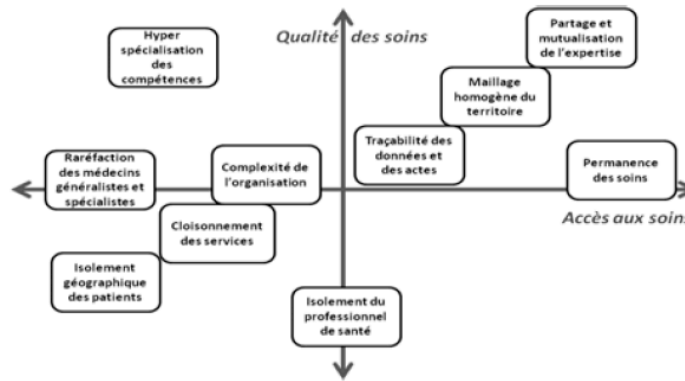 Hyper
spécialisation
des
compétences
Qualité des soins
Partage et
mutualisation
de l'expertise
Maillage
homogène du
territoire
Traçabilité des
données et
des actes
Raréfaction
des médecins
généralistes et
spécialistes
Complexité de
l'organisation
Permanence
des soins
Accès aux soins
Cloisonnement
des services
Isolement
géographique
des patients
Isolement du
professionnel
de santé